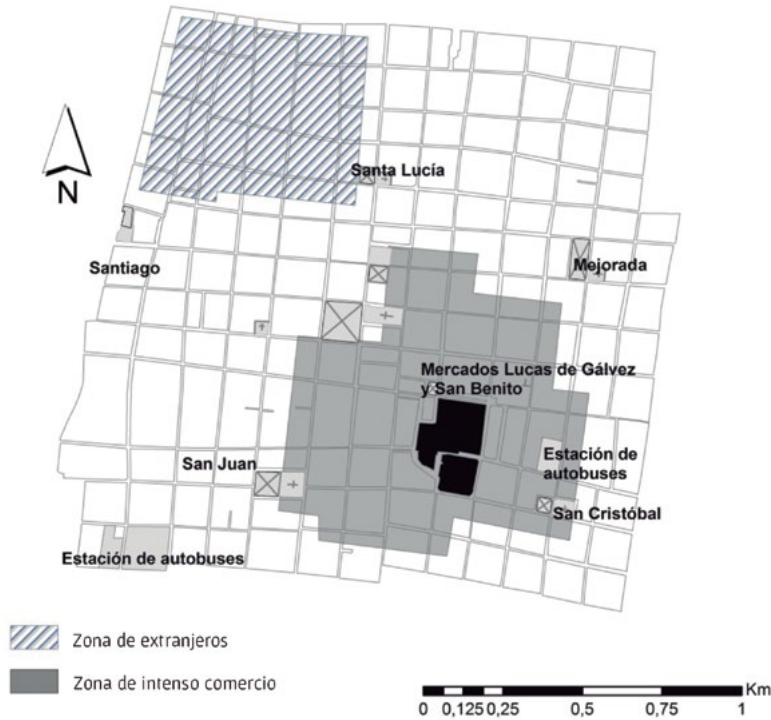 Santa Lucía
N
Santiago
Mejorada
Mercados Lucas de Gálvez
y San Benito
Estación de
autobuses
San Juan
San Cristóbal
Estación de autobuses
Zona de extranjeros
Zona de intenso comercio
Km
0 0,125 0,25 0,5 0,75 1